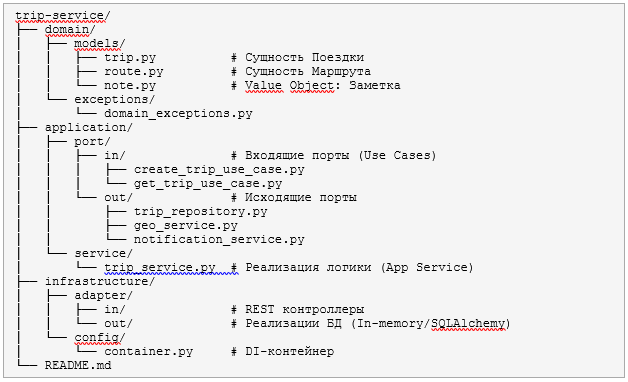 trip-service/
├── domain/
│   ├── models/
│   │   ├── trip.py          # Сущность Поездки
│   │   ├── route.py         # Сущность Маршрута
│   │   └── note.py          # Value Object: Заметка
│   └── exceptions/
│       └── domain_exceptions.py
├── application/
│   ├── port/
│   │   ├── in/              # Входящие порты (Use Cases)
│   │   │   ├── create_trip_use_case.py
│   │   │   └── get_trip_use_case.py
│   │   └── out/             # Исходящие порты
│   │       ├── trip_repository.py
│   │       ├── geo_service.py
│   │       └── notification_service.py
│   └── service/
│       └── trip_service.py  # Реализация логики (App Service)
├── infrastructure/
│   ├── adapter/
│   │   ├── in/              # REST контроллеры
│   │   └── out/             # Реализации БД (In-memory/SQLAlchemy)
│   └── config/
│       └── container.py     # DI-контейнер
└── README.md